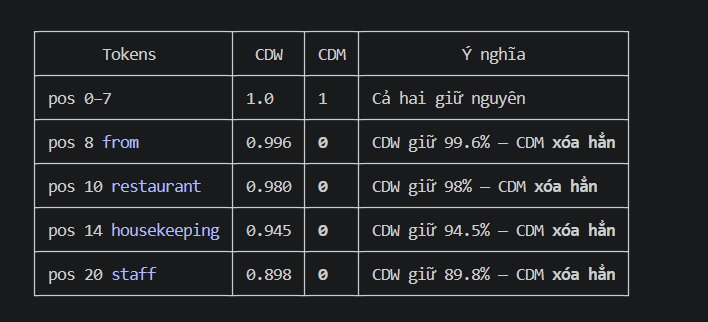 Tokens CDW CDM Ý nghĩa
pos 0–7 1.0 1 Cả hai giữ nguyên
pos 8 from 0.996 0 CDW giữ 99.6% — CDM xóa hẳn
pos 10 restaurant 0.980 0 CDW giữ 98% — CDM xóa hẳn
pos 14 housekeeping 0.945 0 CDW giữ 94.5% — CDM xóa hẳn
pos 20 staff 0.898 0 CDW giữ 89.8% — CDM xóa hẳn